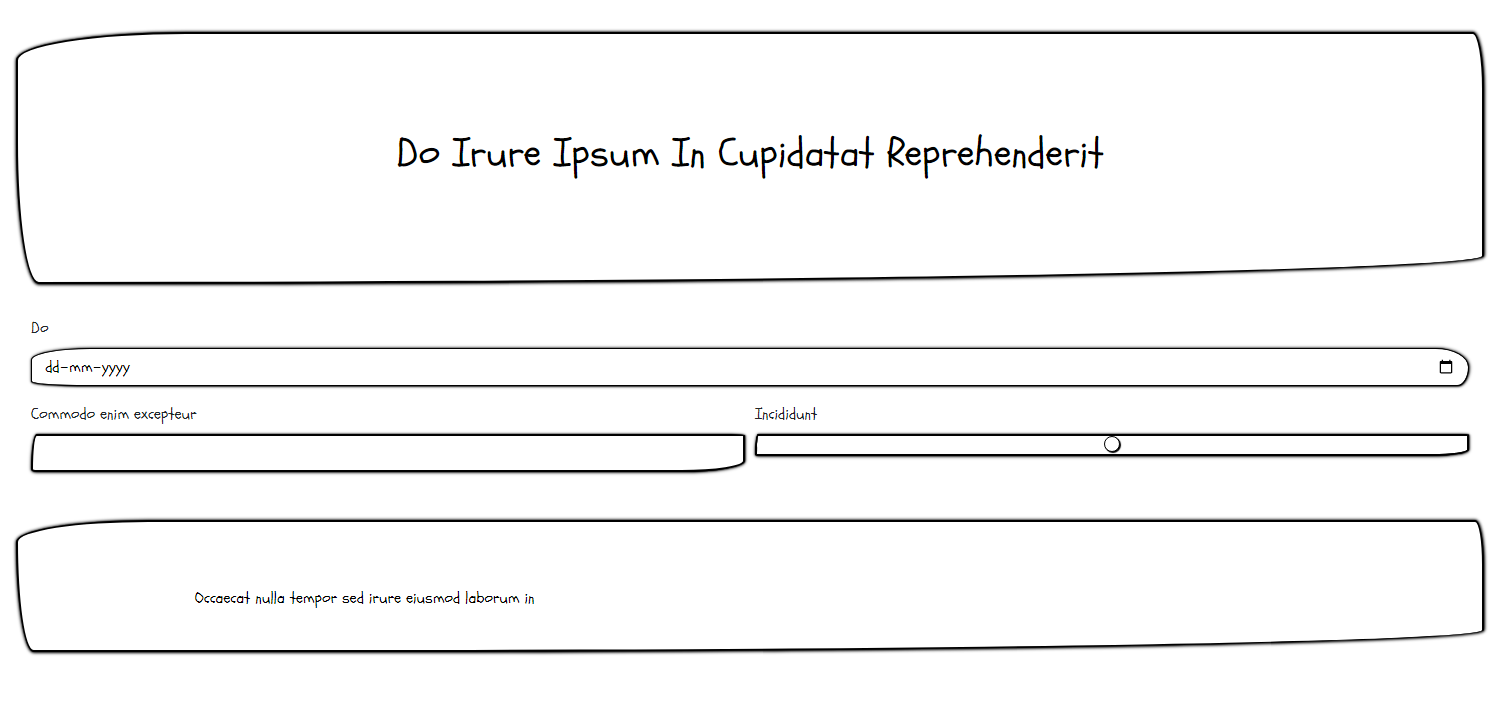 Do Irure Ipsum In Cupidatat Reprehenderit
Do
dd-mm-yyyy
Commodo enim excepteur
Incididunt
Occaecat nulla tempor sed irure eiusmod laborum in